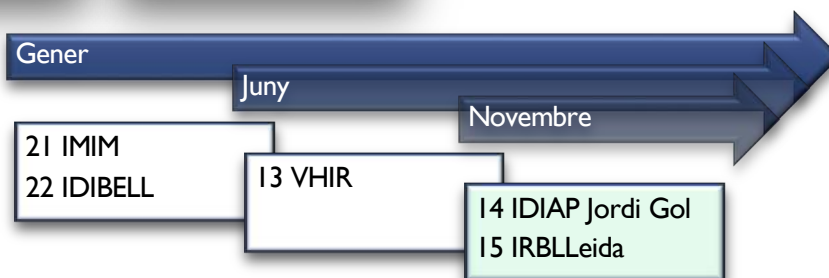 Gener
Juny
Novembre
21 IMIM
22 IDIBELL
13 VHIR
14 IDIAP Jordi Gol
15 IRBLLeida